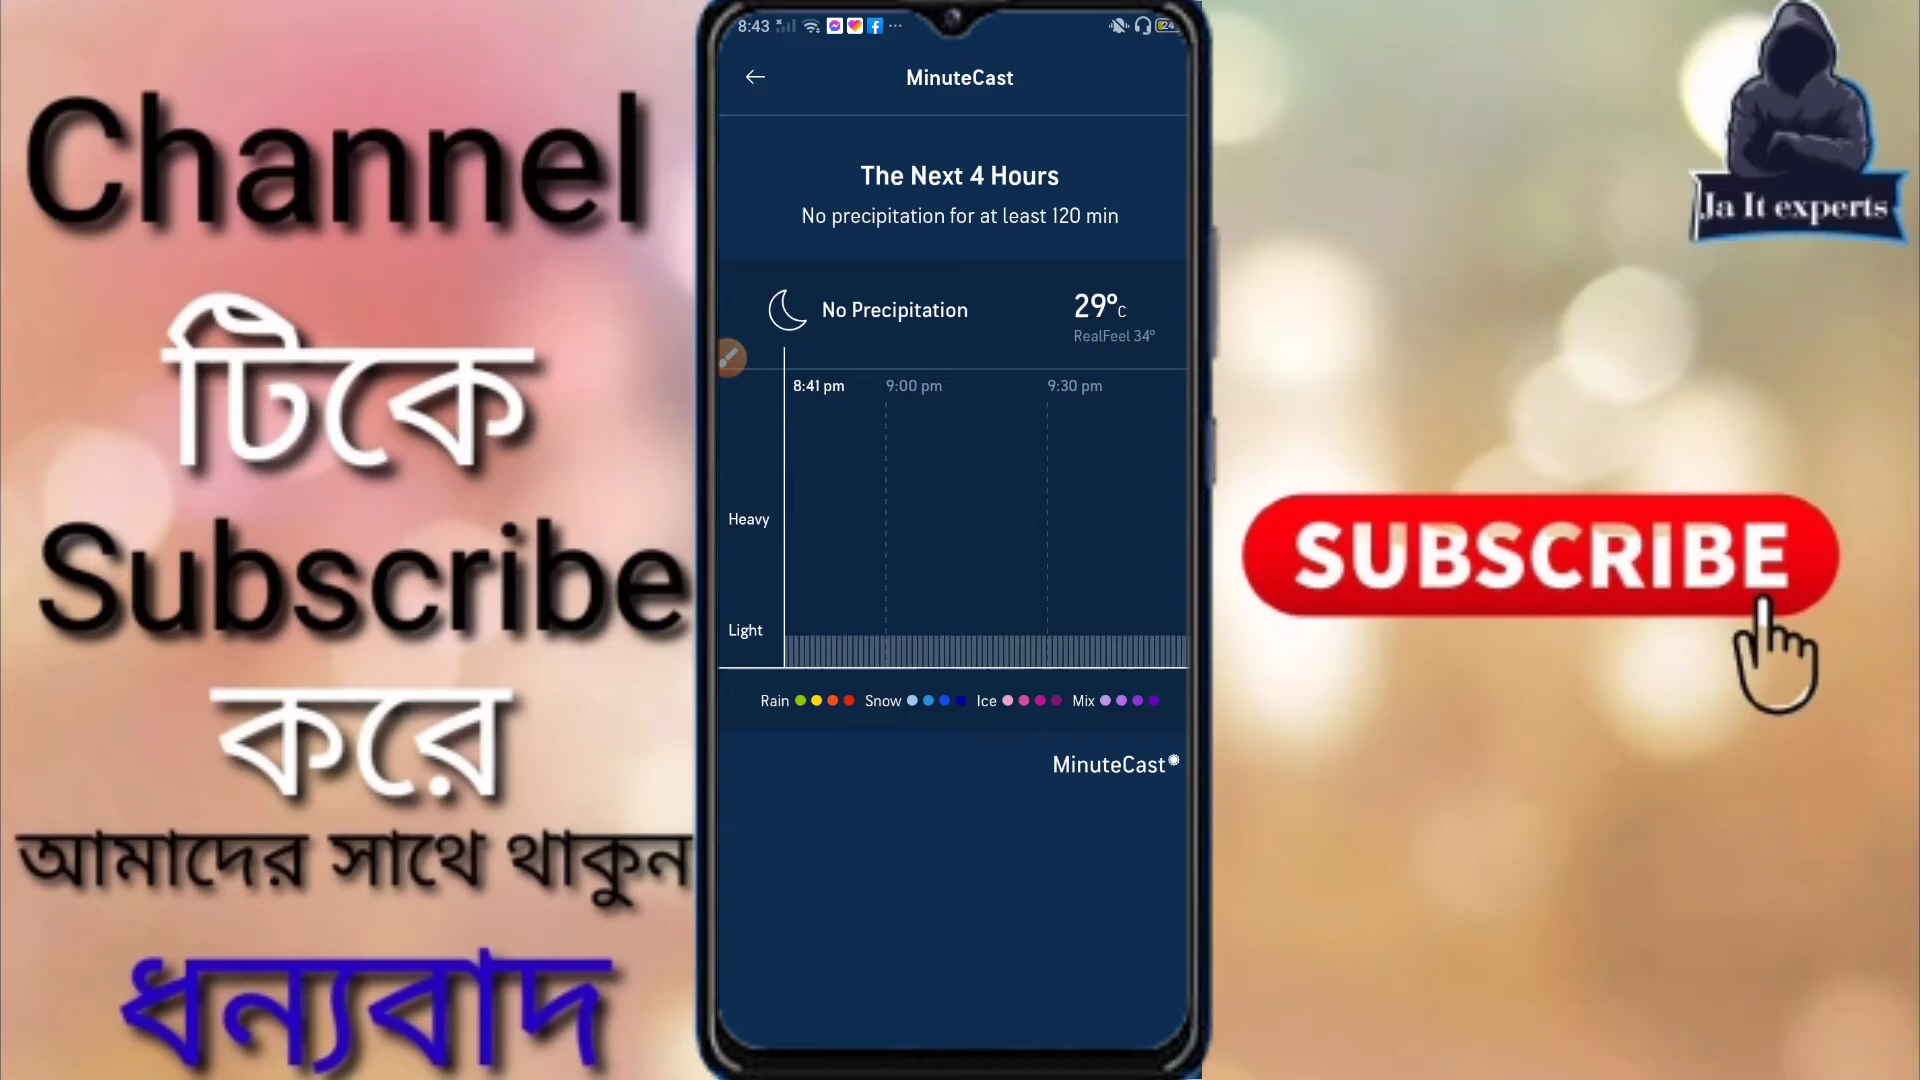 Channel
টিকে
Subscribe
করে
আমাদের সাথে থাকুন
ধন্যবাদ
8:43
24
MinuteCast
The Next 4 Hours
No precipitation for at least 120 min
No Precipitation
29°C
RealFeel 34°
8:41 pm 9:00 pm 9:30 pm
Heavy
Light
Rain Snow Ice Mix
MinuteCast
Ja It experts
SUBSCRIBE